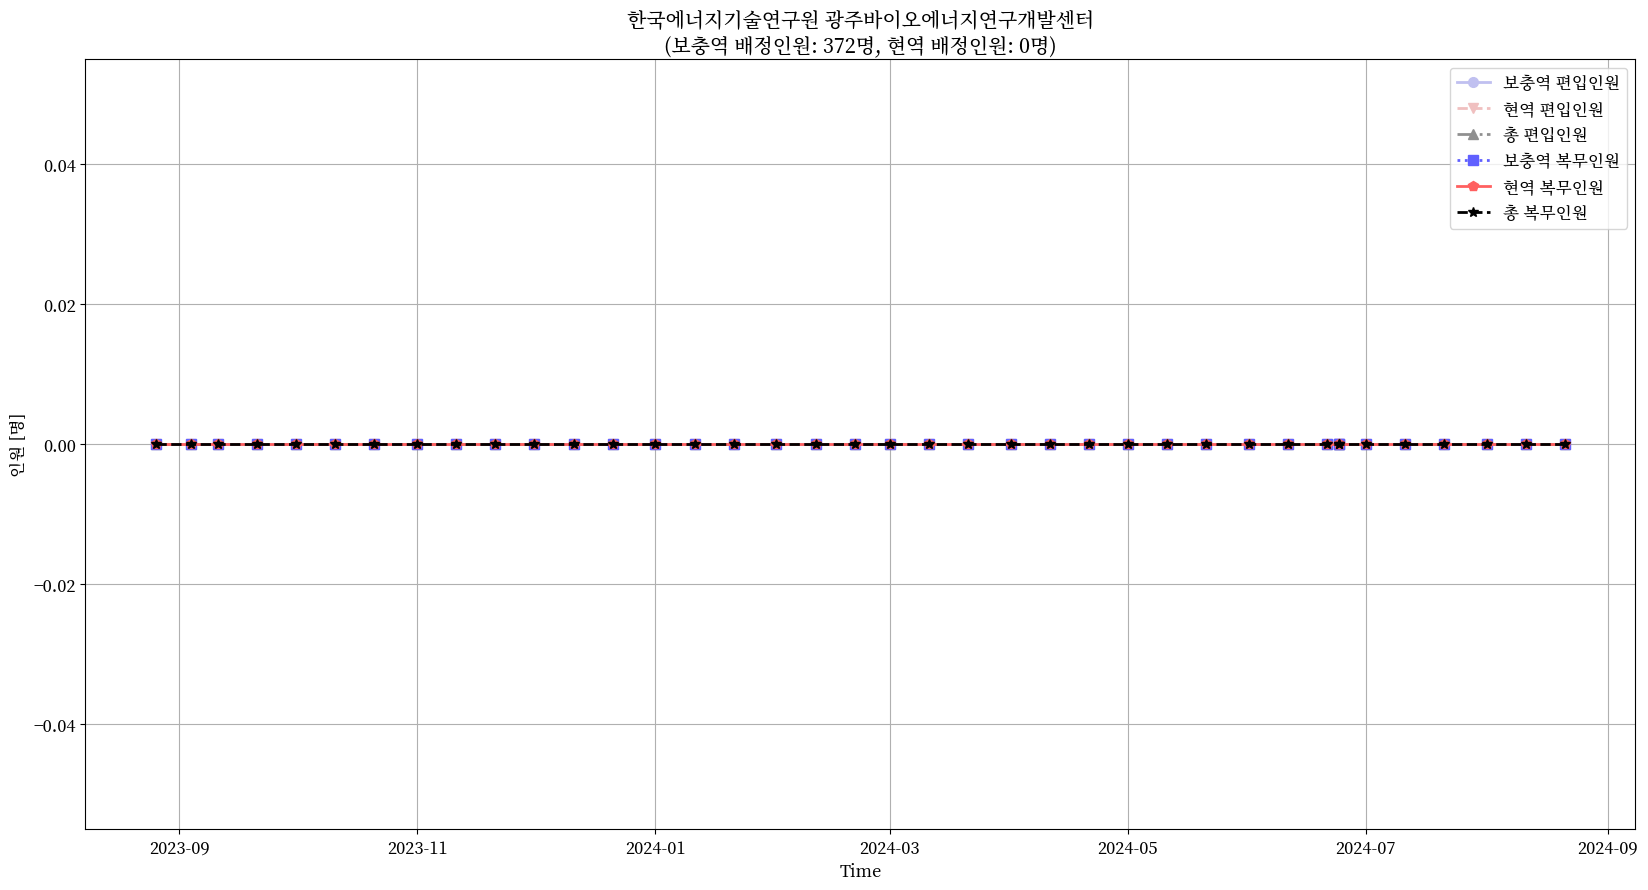 한국에너지기술연구원 광주바이오에너지연구개발센터
(보충역 배정인원: 372명, 현역 배정인원: 0명)
보충역 편입인원
현역 편입인원
총 편입인원
보충역 복무인원
현역 복무인원
총 복무인원
인원 [명]
0.04
0.02
0.00
−0.02
−0.04
2023-09
2023-11
2024-01
2024-03
2024-05
2024-07
2024-09
Time